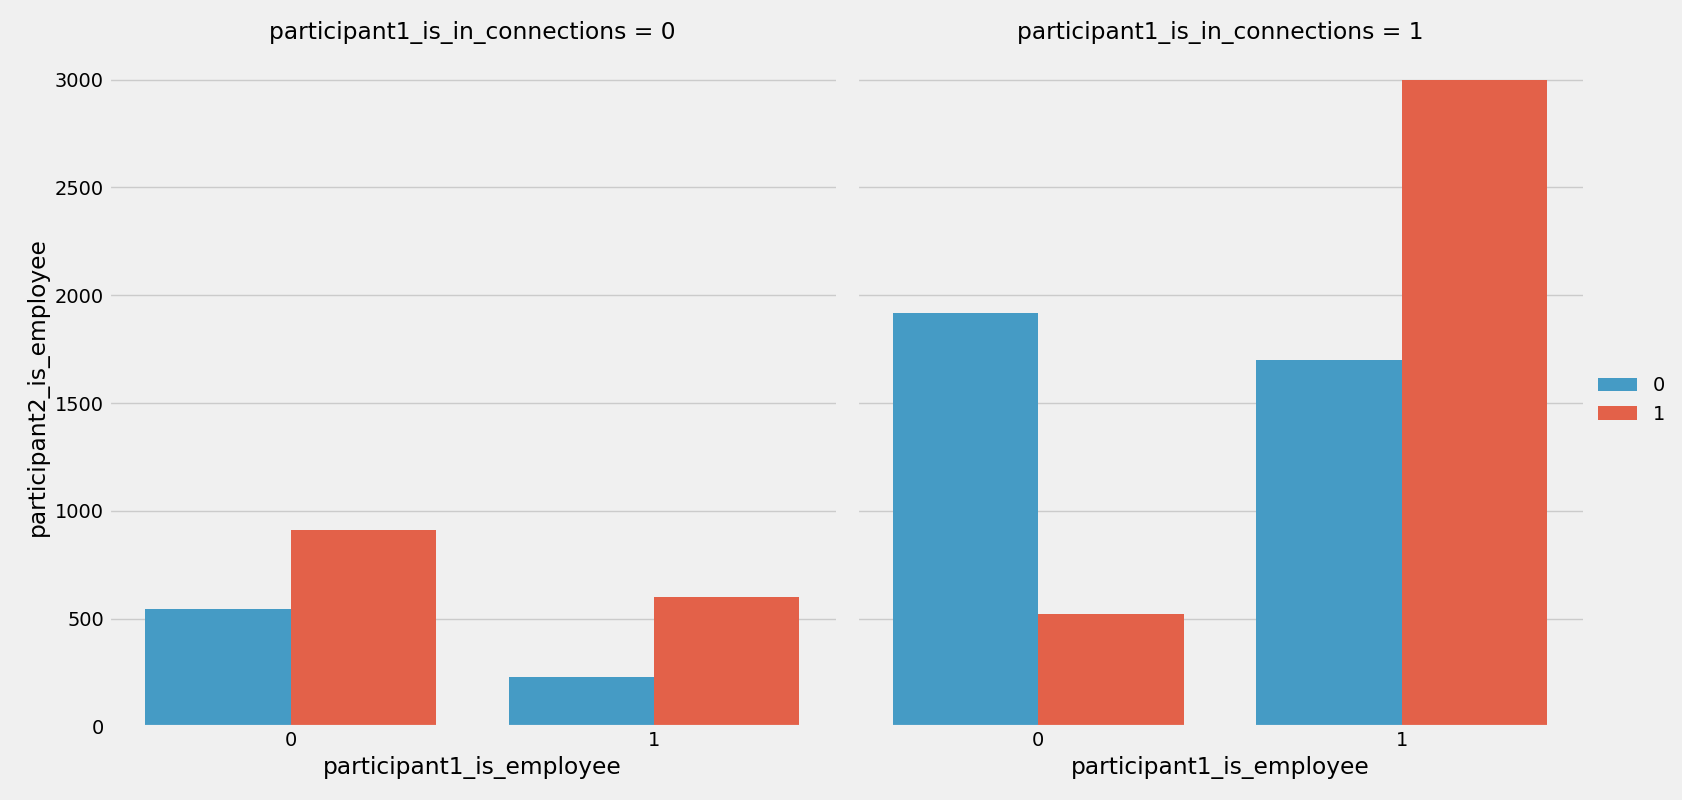 participant1_is_in_connections = 0
participant1_is_in_connections = 1
participant2_is_employee
3000
2500
2000
1500
1000
500
0
0
1
participant1_is_employee
0
1
participant1_is_employee
0
1